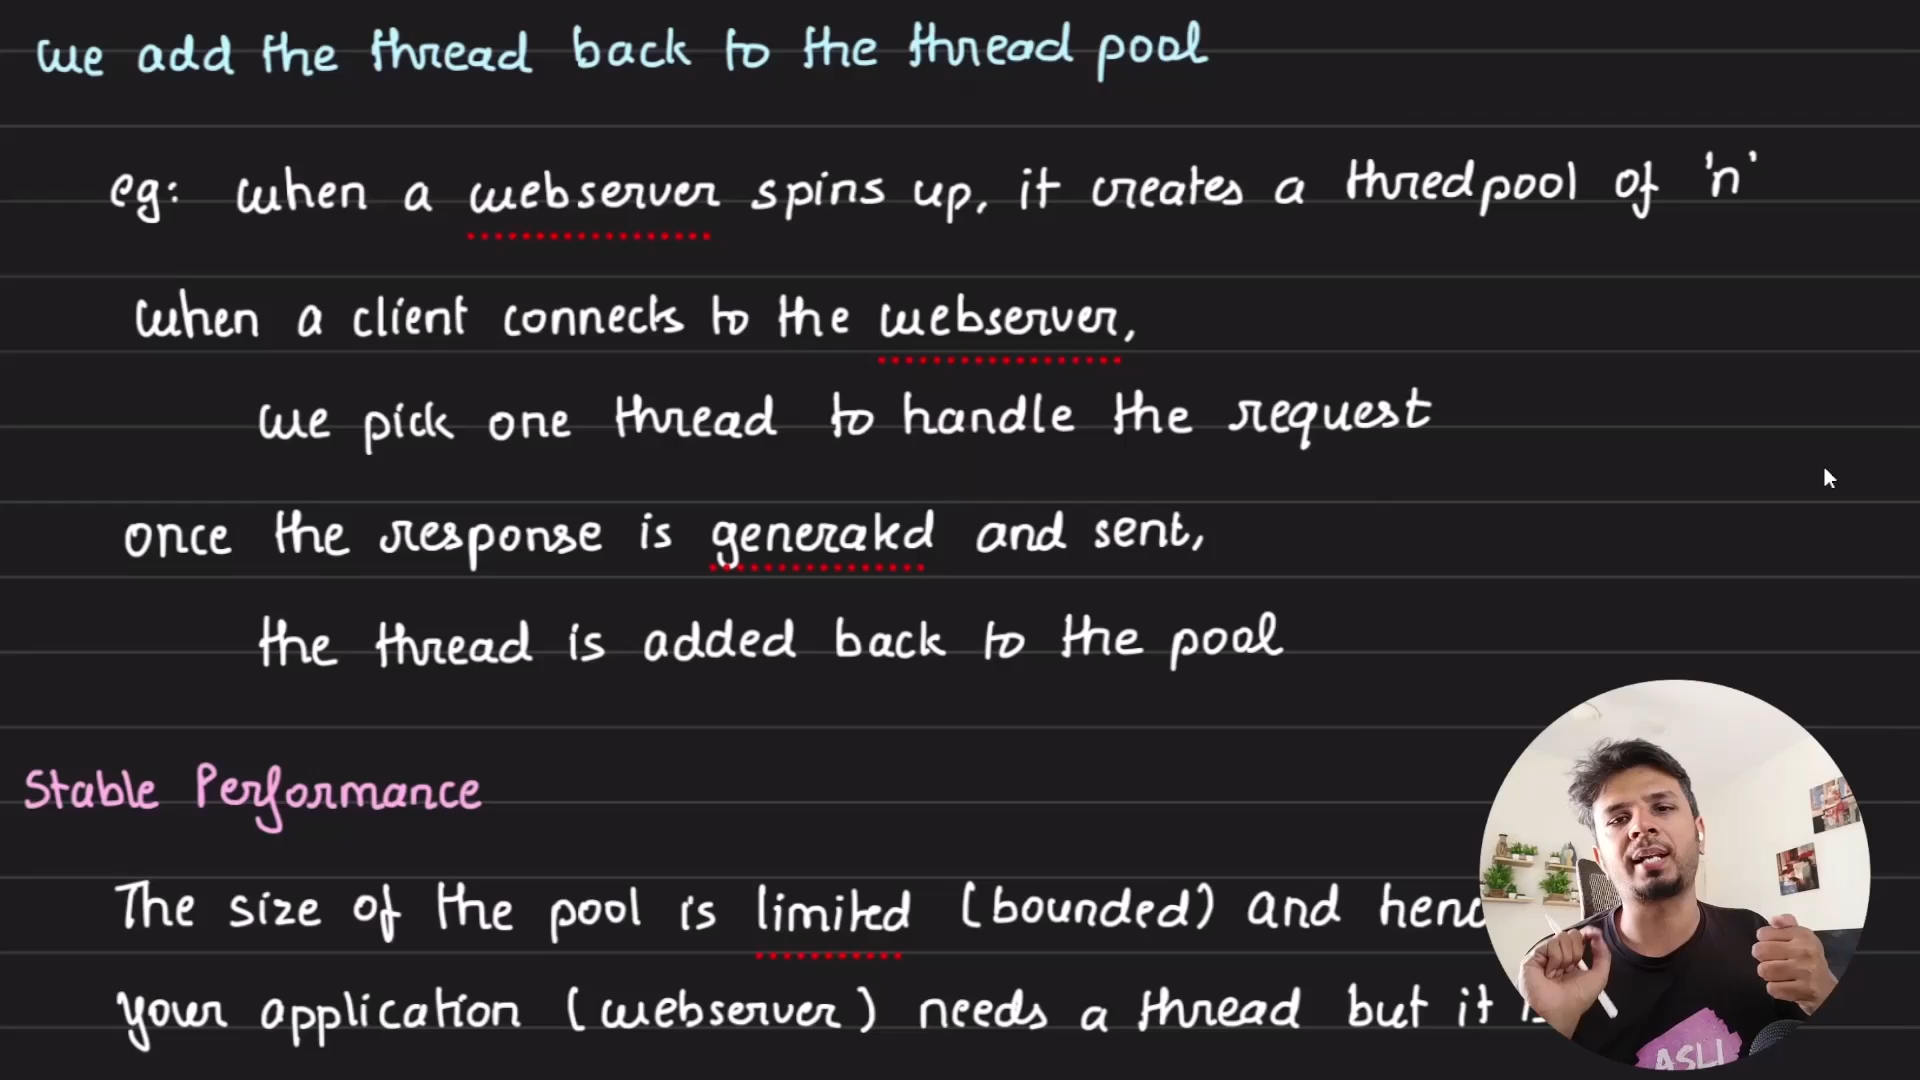 we add the thread back to the thread pool
eg: when a webserver spins up, it creates a thredpool of 'n'
when a client connects to the webserver,
we pick one thread to handle the request
once the response is generated and sent,
the thread is added back to the pool
Stable Performance
The size of the pool is limited (bounded) and
your application (webserver) needs a thread but it
ASLI